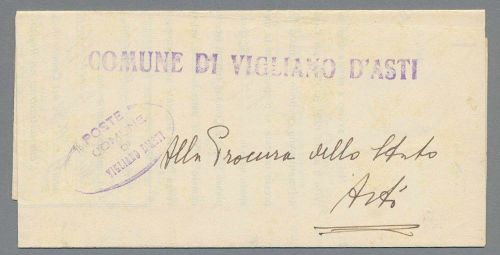 COMUNE DI VIGLIANO D'ASTI
POSTE
COMUNE
DI
VIGLIANO D'ASTI
Alla Procura dello Stato
Asti